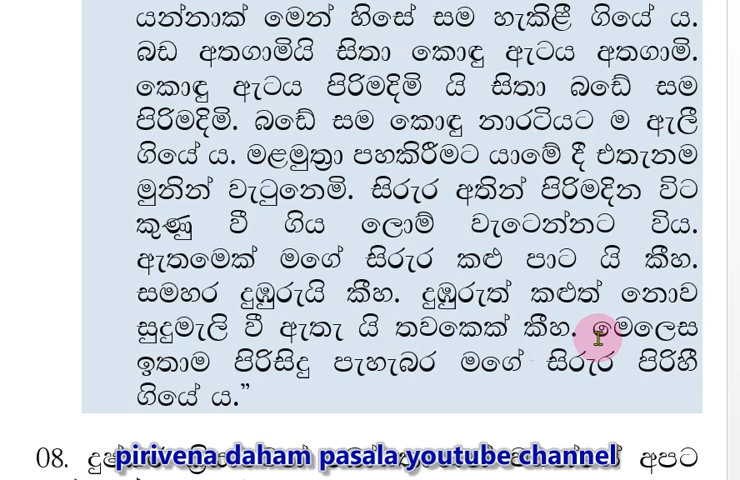 යන්නාක් මෙන් හිසේ සම හැකිළී ගියේ ය.
බඩ අතගාමියි සිතා කොඳු ඇටය අතගාමි.
කොඳු ඇටය පිරිමදිමි යි සිතා බඩේ සම
පිරිමදිමි. බඩේ සම කොඳු නාරටියට ම ඇලී
ගියේ ය. මළමුත්‍රා පහකිරීමට යාමේ දී එතැනම
මුනින් වැටුනෙමි. සිරුර අතින් පිරිමදින විට
කුණු වී ගිය ලොම් වැටෙන්නට විය.
ඇතමෙක් මගේ සිරුර කළු පාට යි කීහ.
සමහර දුඹුරුයි කීහ. දුඹුරුත් කළුත් නොව
සුදුමැලි වී ඇතැ යි තවකෙක් කීහ. මෙලෙස
ඉතාම පිරිසිදු පැහැබර මගේ සිරුර පිරිහී
ගියේ ය.”
08. අපට
pirivena daham pasala youtube channel